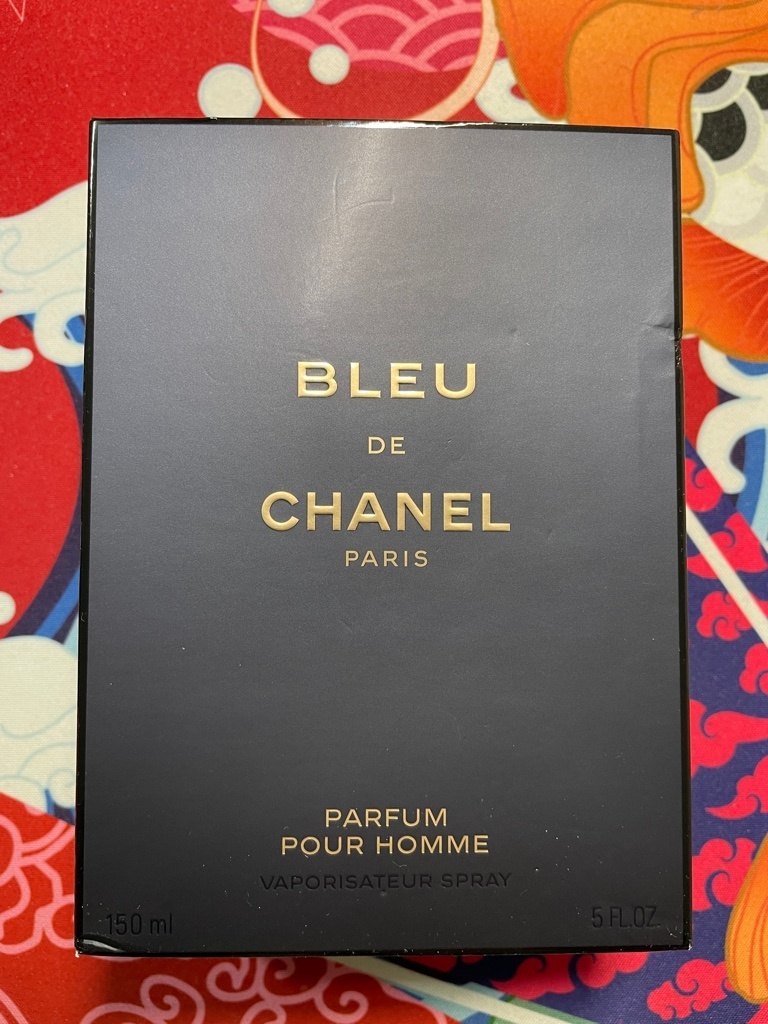 BLEU
DE
CHANEL
PARIS
PARFUM
POUR HOMME
VAPORISATEUR SPRAY
150 ml 5 FL.OZ.